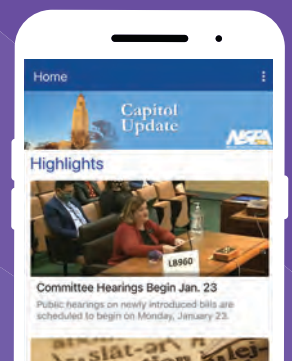 Home
Capitol
Update
Highlights
LB960
Committee Hearings Begin Jan. 23
Public hearings on newly introduced bills are
scheduled to begin on Monday, January 23.